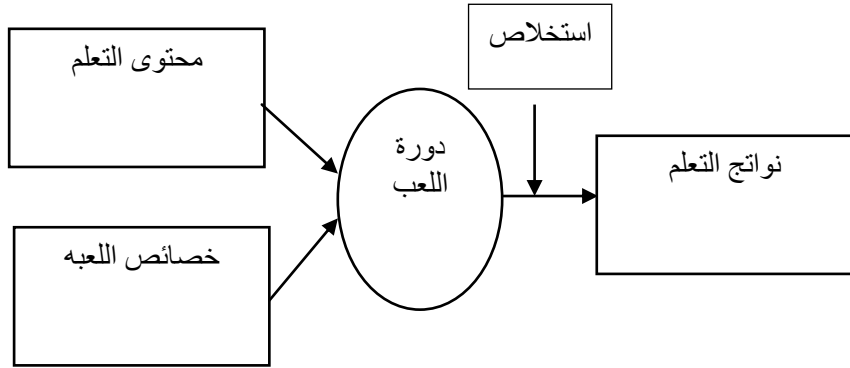 استخلاص
محتوى التعلم
دورة
اللعب
نواتج التعلم
خصائص اللعبه